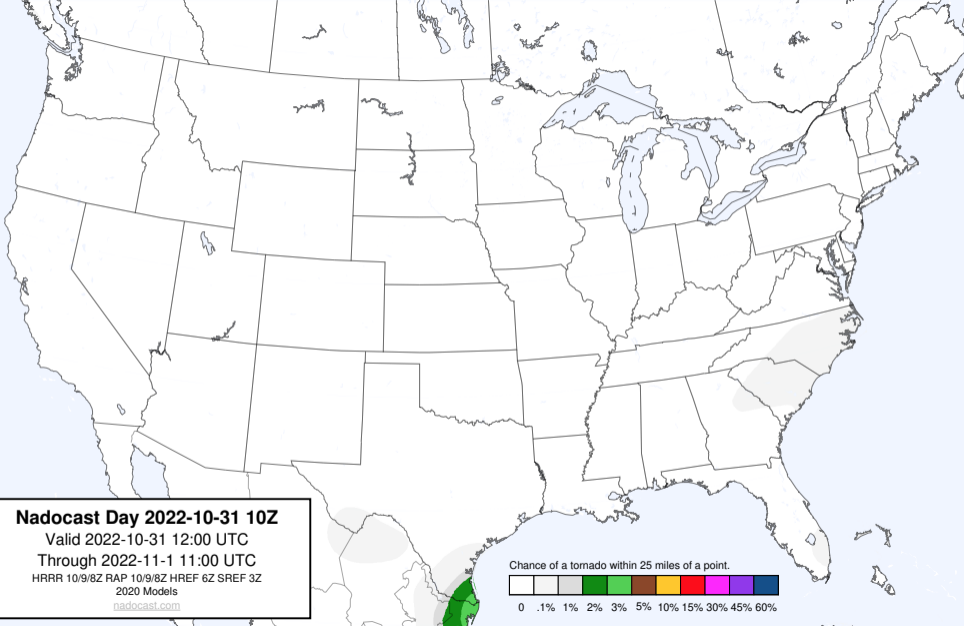 Nadocast Day 2022-10-31 10Z
Valid 2022-10-31 12:00 UTC
Through 2022-11-1 11:00 UTC
HRRR 10/9/8Z RAP 10/9/8Z HREF 6Z SREF 3Z
2020 Models
nadocast.com
Chance of a tornado within 25 miles of a point.
0 .1% 1% 2% 3% 5% 10% 15% 30% 45% 60%